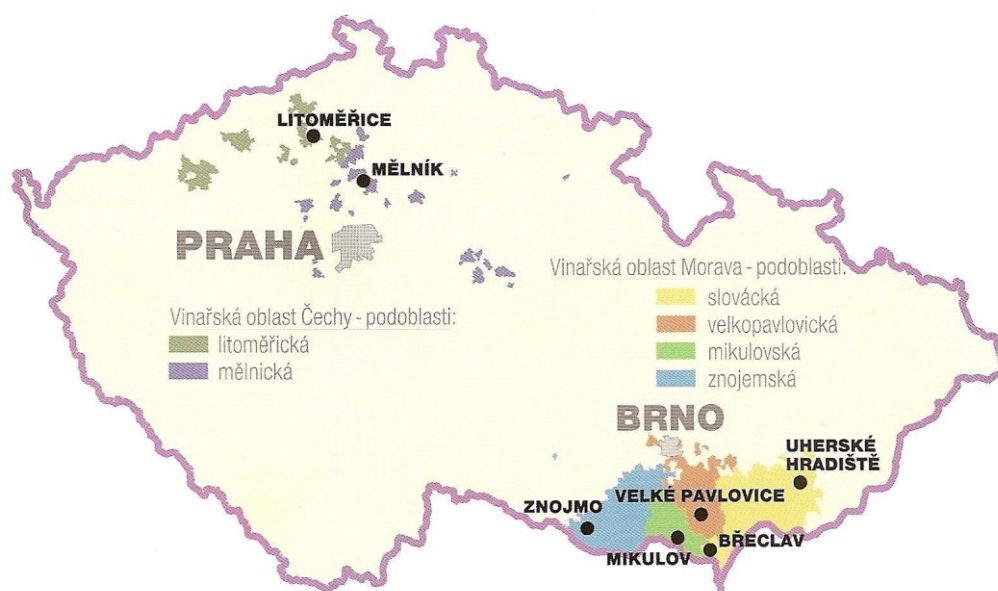 LITOMĚŘICE
MĚLNÍK
PRAHA
Vinařská oblast Čechy - podoblasti:
litoměřická
mělnická
Vinařská oblast Morava - podoblasti:
slovácká
velkopavlovická
mikulovská
znojemská
BRNO
UHERSKÉ
HRADIŠTĚ
ZNOJMO
VELKÉ PAVLOVICE
MIKULOV
BŘECLAV